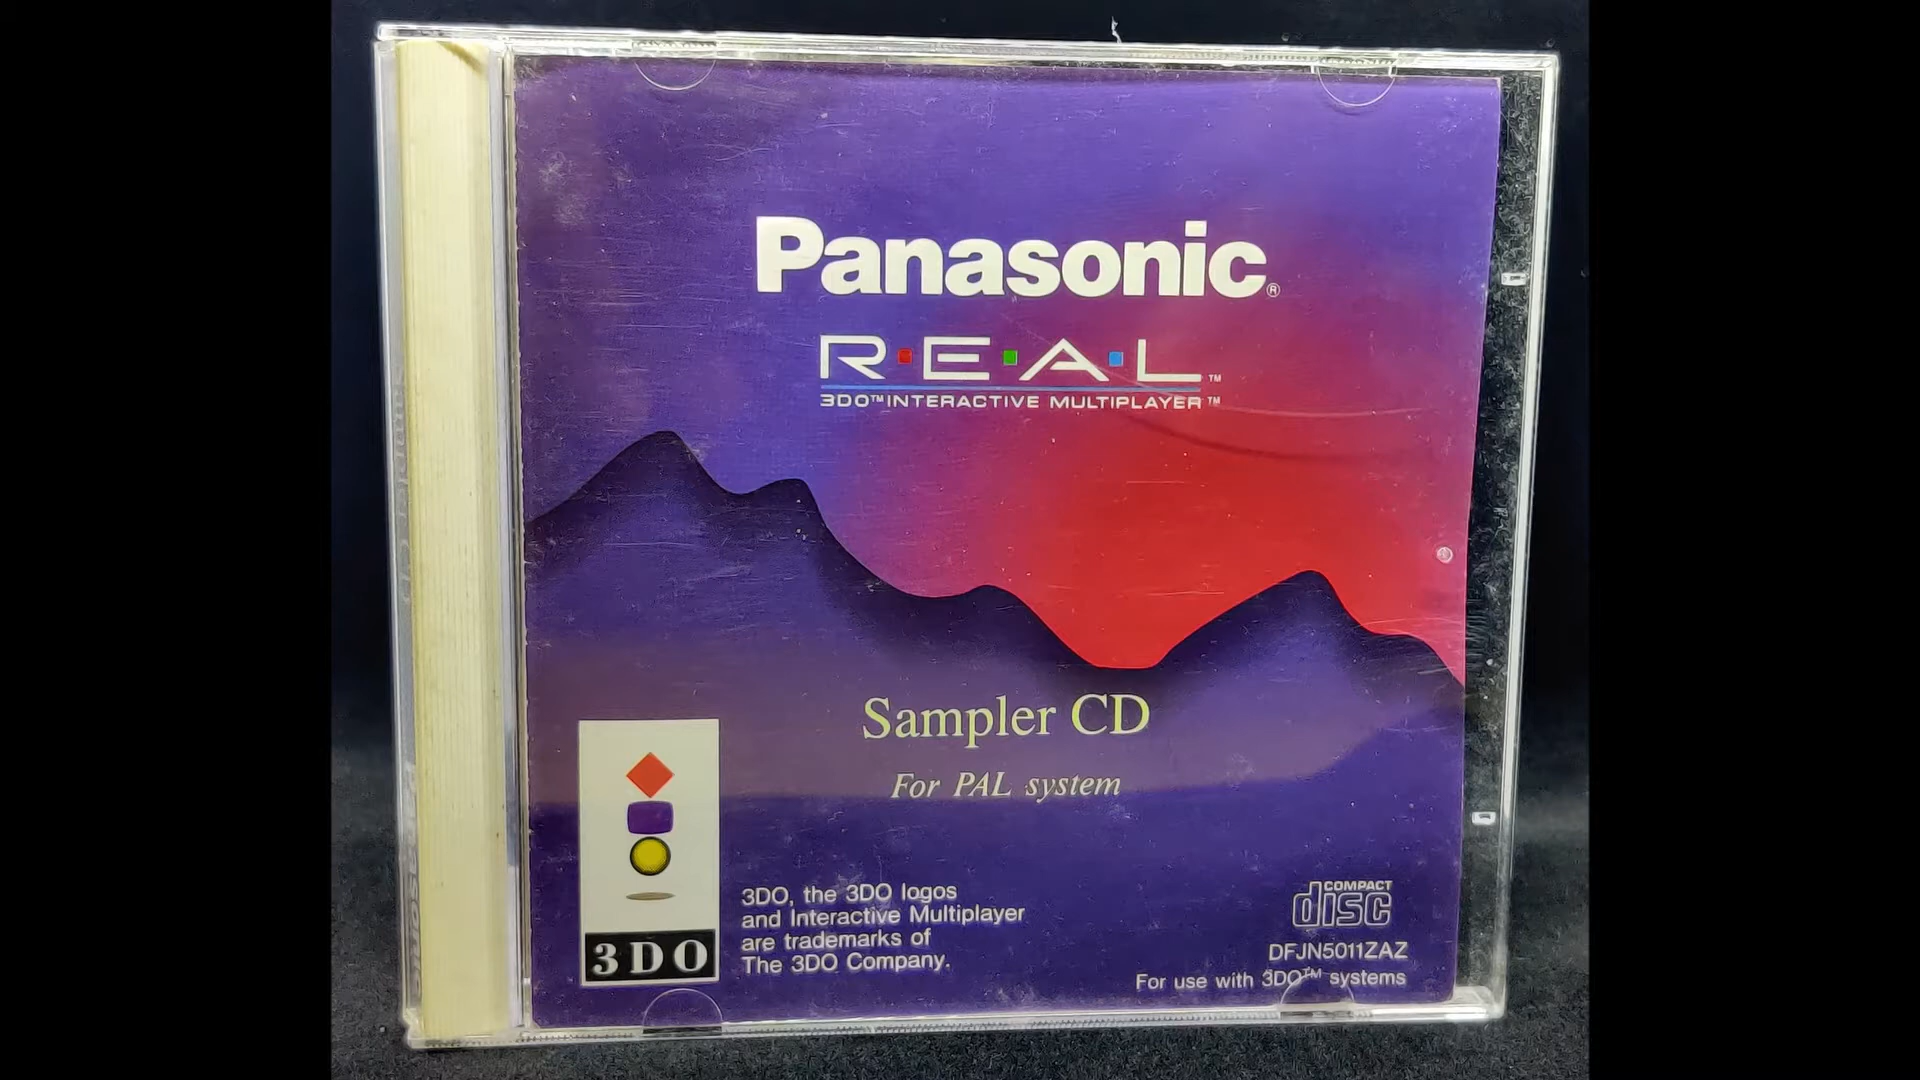 Panasonic®
R·E·A·L™
3DO™ INTERACTIVE MULTIPLAYER™
Sampler CD
For PAL system
3DO, the 3DO logos
and Interactive Multiplayer
are trademarks of
The 3DO Company.
3DO
COMPACT
disc
DFJN5011ZAZ
For use with 3DO™ systems